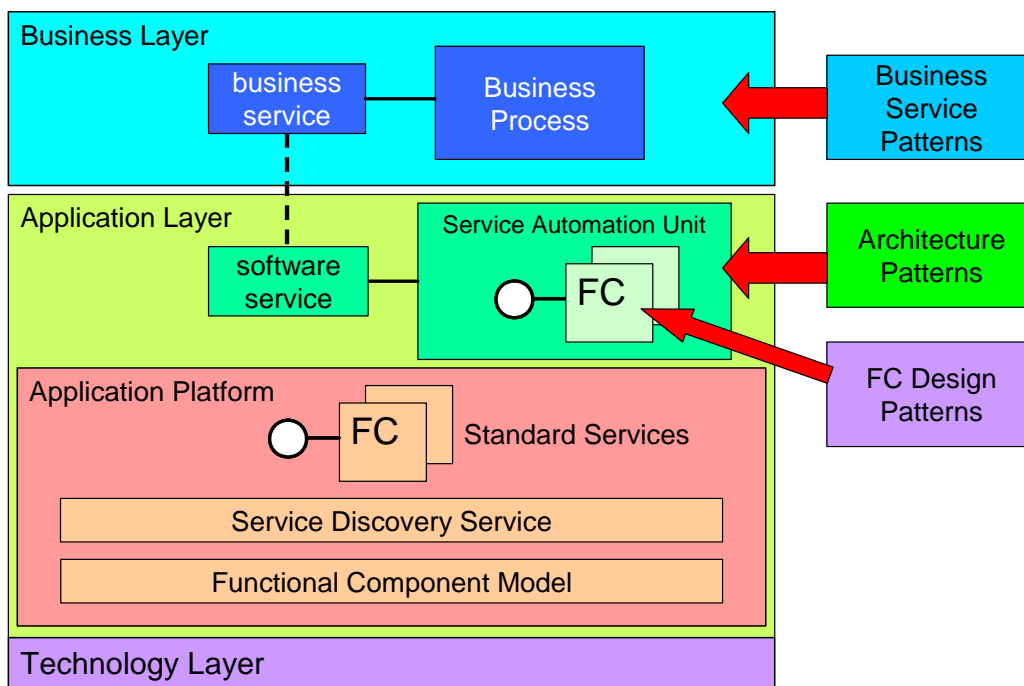 Business Layer
business
service
Business
Process
Business
Service
Patterns
Application Layer
Service Automation Unit
software
service
FC
Architecture
Patterns
FC Design
Patterns
Application Platform
FC
Standard Services
Service Discovery Service
Functional Component Model
Technology Layer